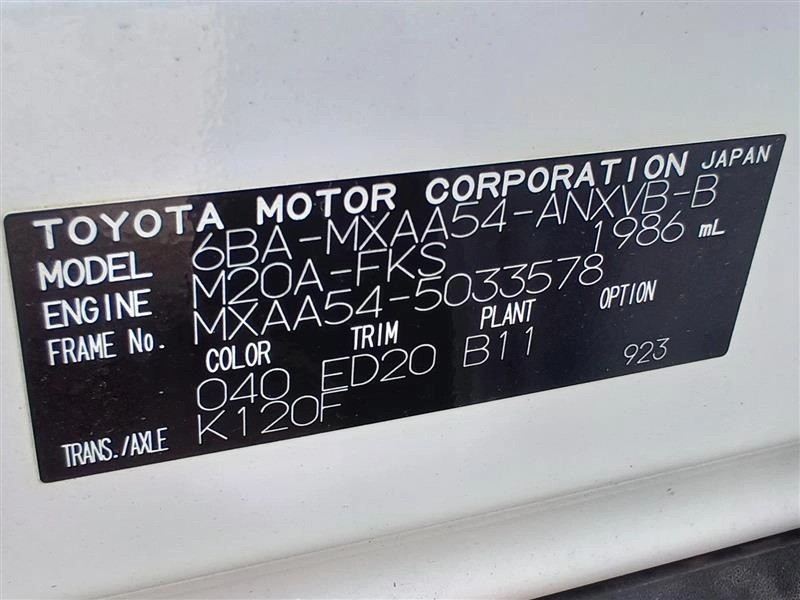 TOYOTA MOTOR CORPORATION JAPAN
MODEL 6BA-MXAA54-ANXVB-B
ENGINE M20A-FKS 1986 mL
FRAME No. MXAA54-5033578
COLOR TRIM PLANT OPTION
040 ED20 B11 923
TRANS./AXLE K120F